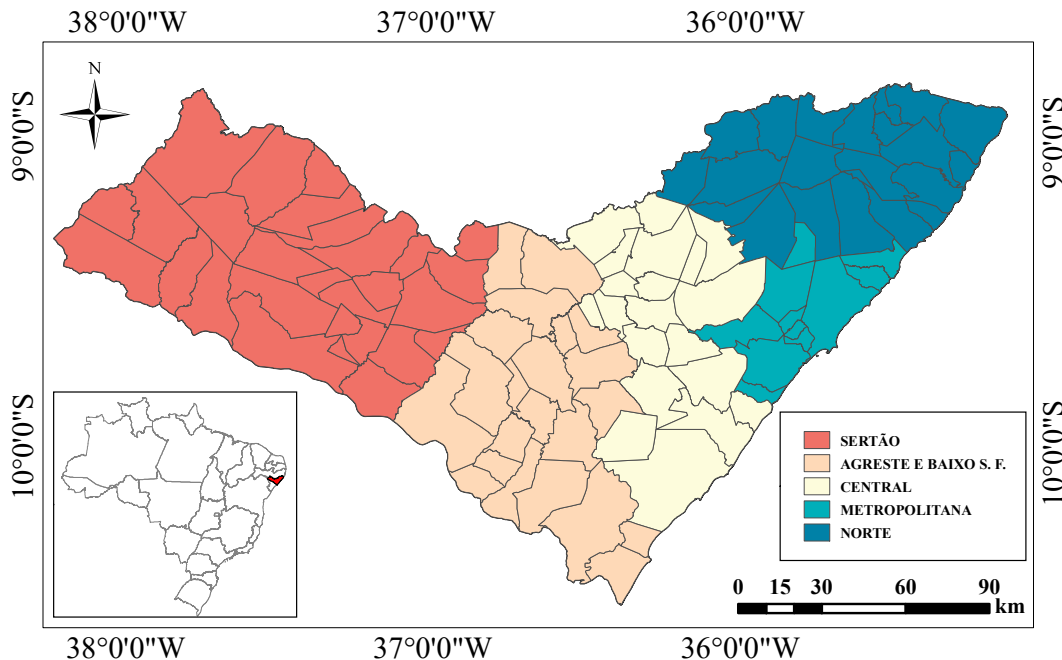 38°0'0"W 37°0'0"W 36°0'0"W
N
9°0'0"S 9°0'0"S
10°0'0"S 10°0'0"S
SERTÃO
AGRESTE E BAIXO S. F.
CENTRAL
METROPOLITANA
NORTE
0 15 30 60 90
km
38°0'0"W 37°0'0"W 36°0'0"W